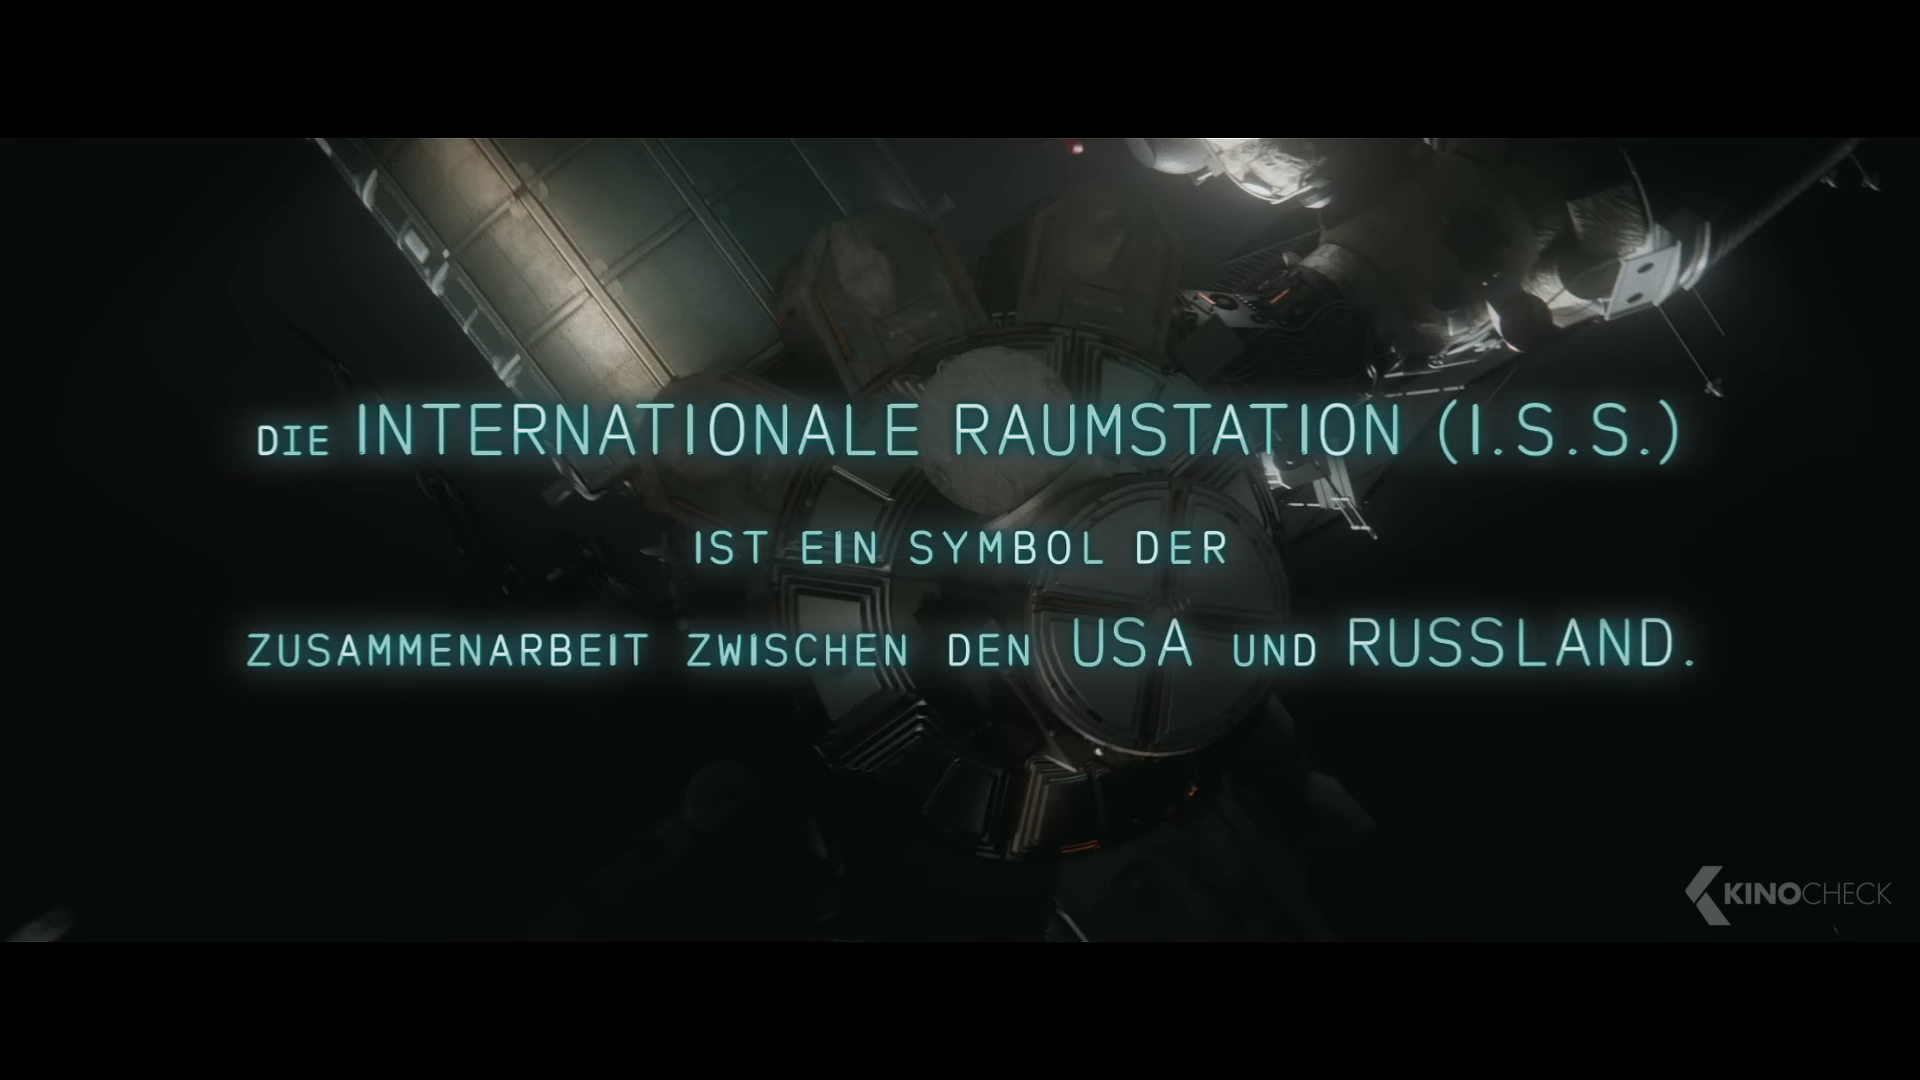 DIE INTERNATIONALE RAUMSTATION (I.S.S.)
IST EIN SYMBOL DER
ZUSAMMENARBEIT ZWISCHEN DEN USA UND RUSSLAND.
KINOCHECK